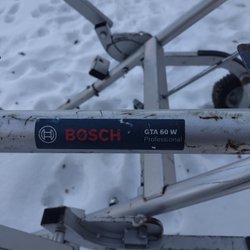 BOSCH
GTA 60 W
Professional